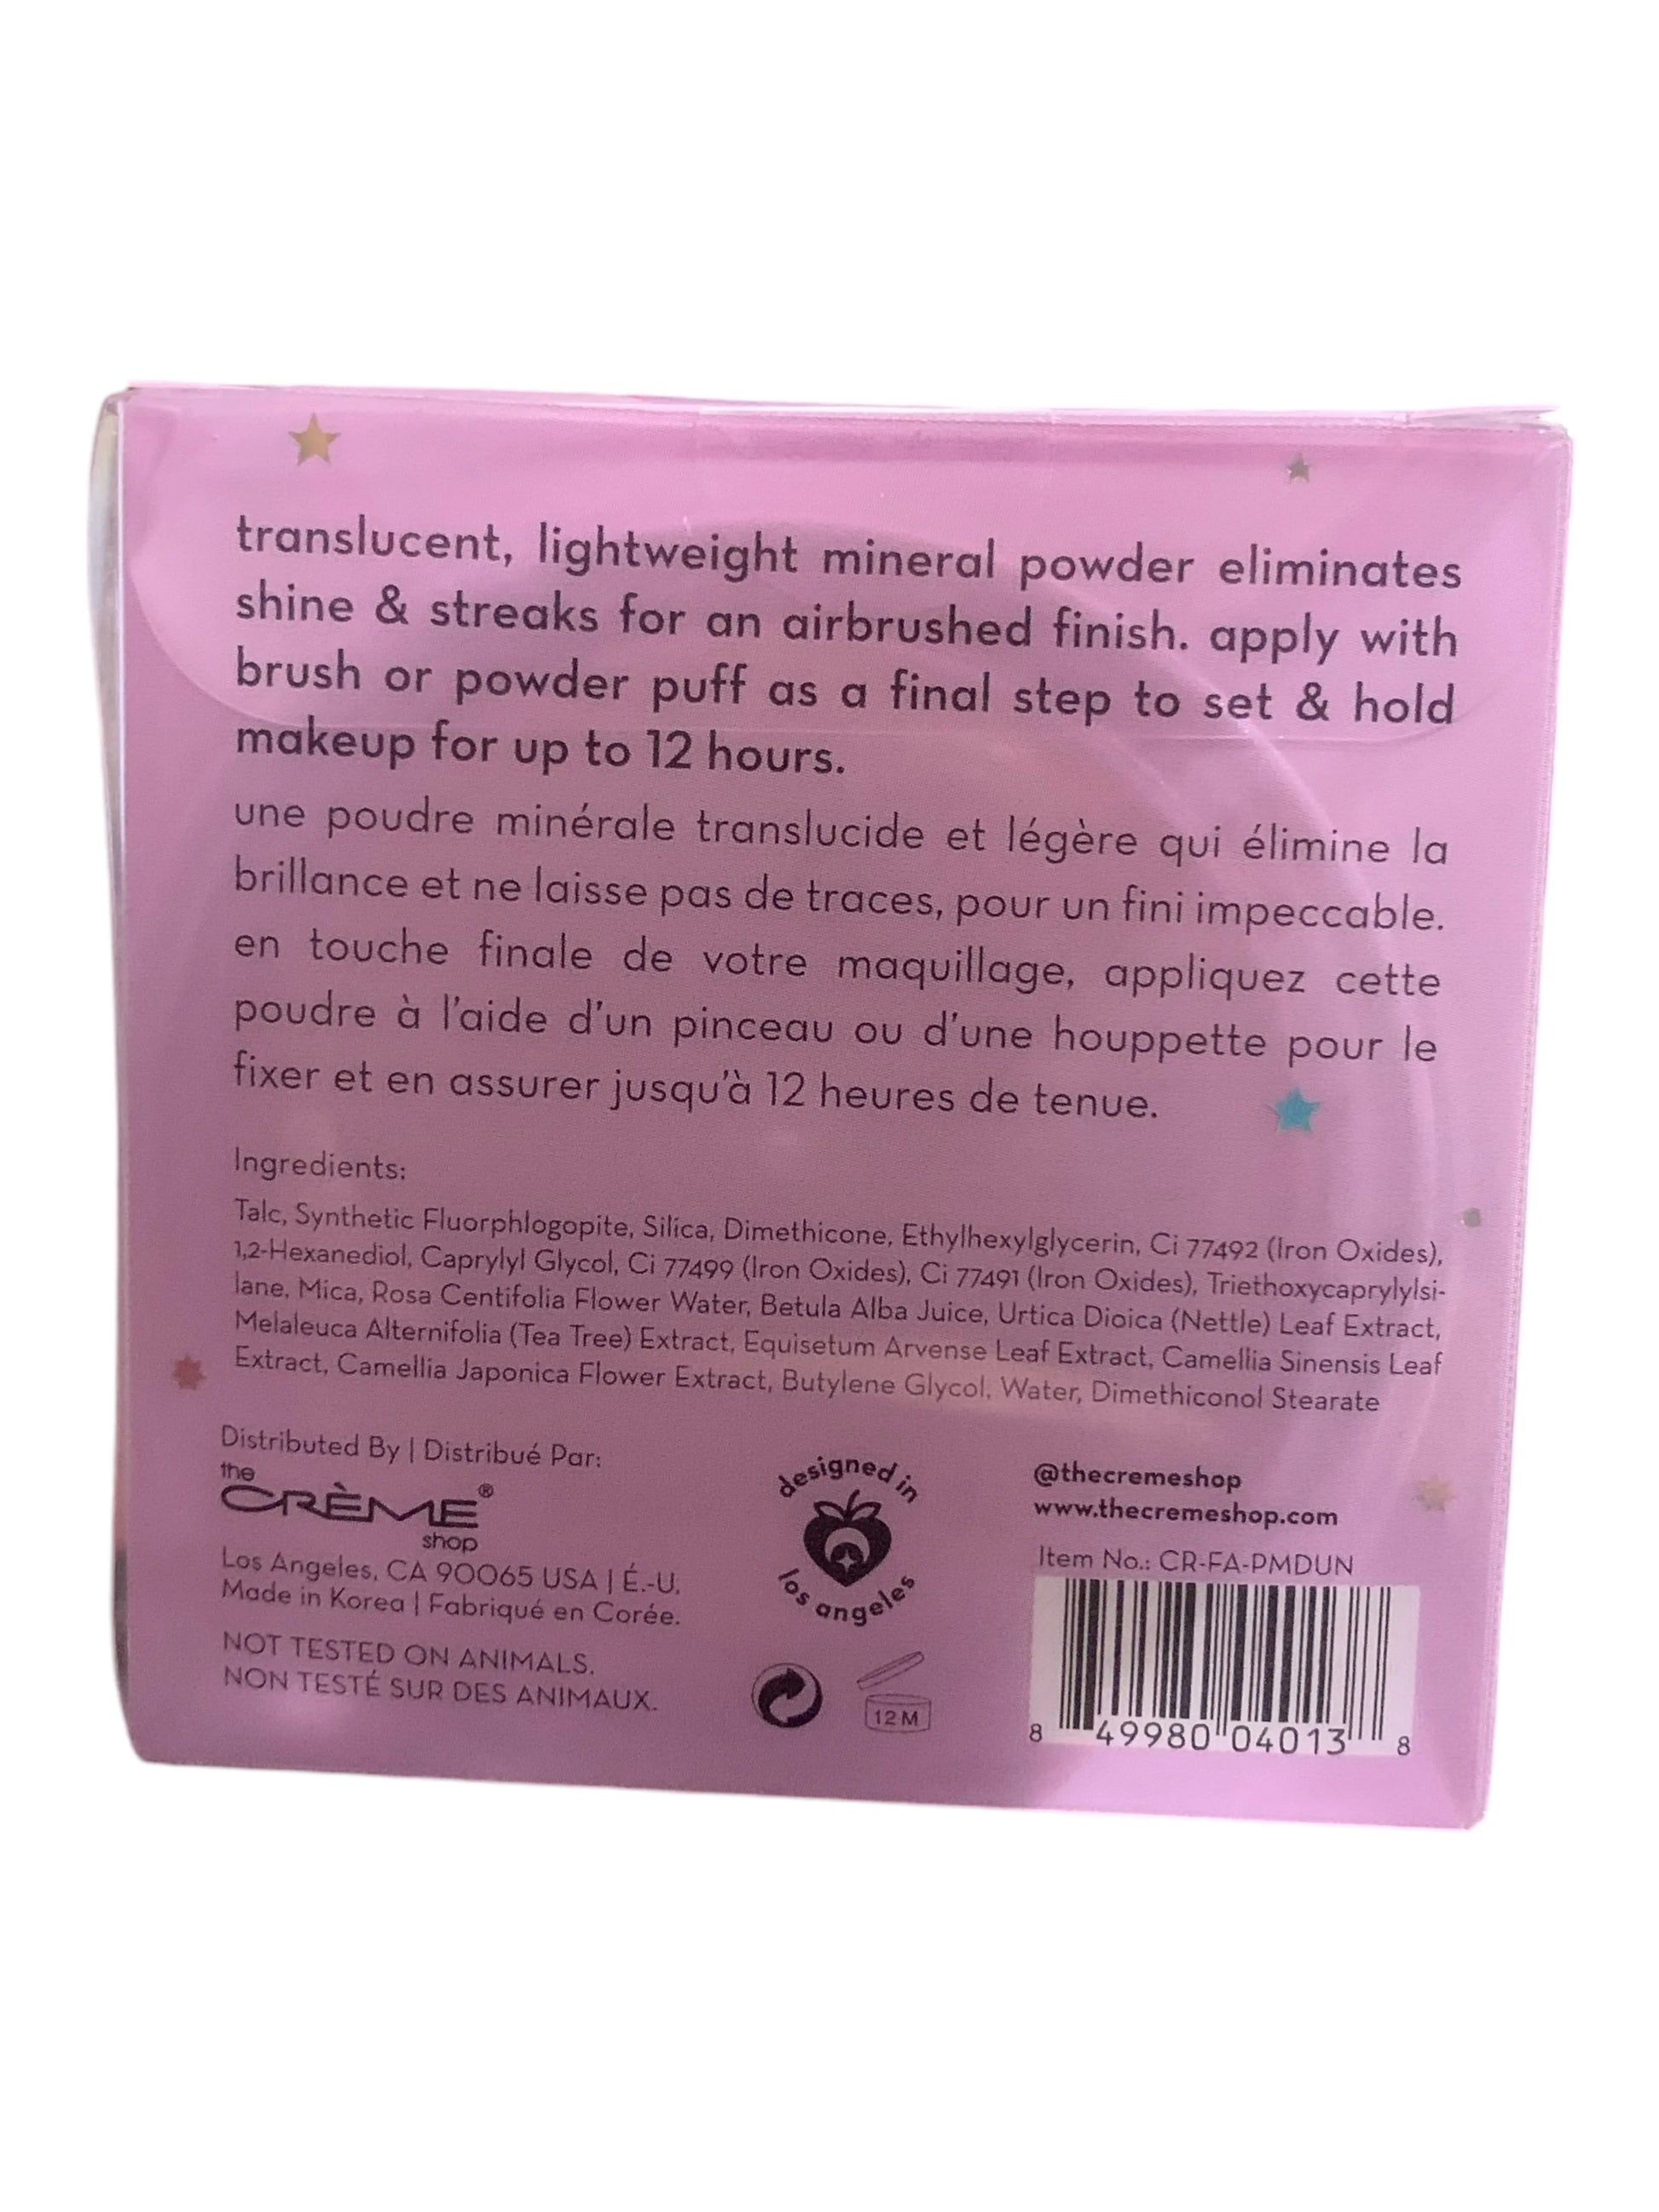 translucent, lightweight mineral powder eliminates
shine & streaks for an airbrushed finish. apply with
brush or powder puff as a final step to set & hold
makeup for up to 12 hours.
une poudre minérale translucide et légère qui élimine la
brillance et ne laisse pas de traces, pour un fini impeccable.
en touche finale de votre maquillage, appliquez cette
poudre à l'aide d'un pinceau ou d'une houppette pour le
fixer et en assurer jusqu'à 12 heures de tenue.
Ingredients:
Talc, Synthetic Fluorphlogopite, Silica, Dimethicone, Ethylhexylglycerin, Ci 77492 (Iron Oxides),
1,2-Hexanediol, Caprylyl Glycol, Ci 77499 (Iron Oxides), Ci 77491 (Iron Oxides), Triethoxycaprylylsi-
lane, Mica, Rosa Centifolia Flower Water, Betula Alba Juice, Urtica Dioica (Nettle) Leaf Extract,
Melaleuca Alternifolia (Tea Tree) Extract, Equisetum Arvense Leaf Extract, Camellia Sinensis Leaf
Extract, Camellia Japonica Flower Extract, Butylene Glycol, Water, Dimethiconol Stearate
Distributed By | Distribué Par:
the
CRÈME®
shop
Los Angeles, CA 90065 USA | É.-U.
Made in Korea | Fabriqué en Corée.
NOT TESTED ON ANIMALS.
NON TESTÉ SUR DES ANIMAUX.
designed in
los angeles
12 M
@thecremeshop
www.thecremeshop.com
Item No.: CR-FA-PMDUN
8 49980 04013 8